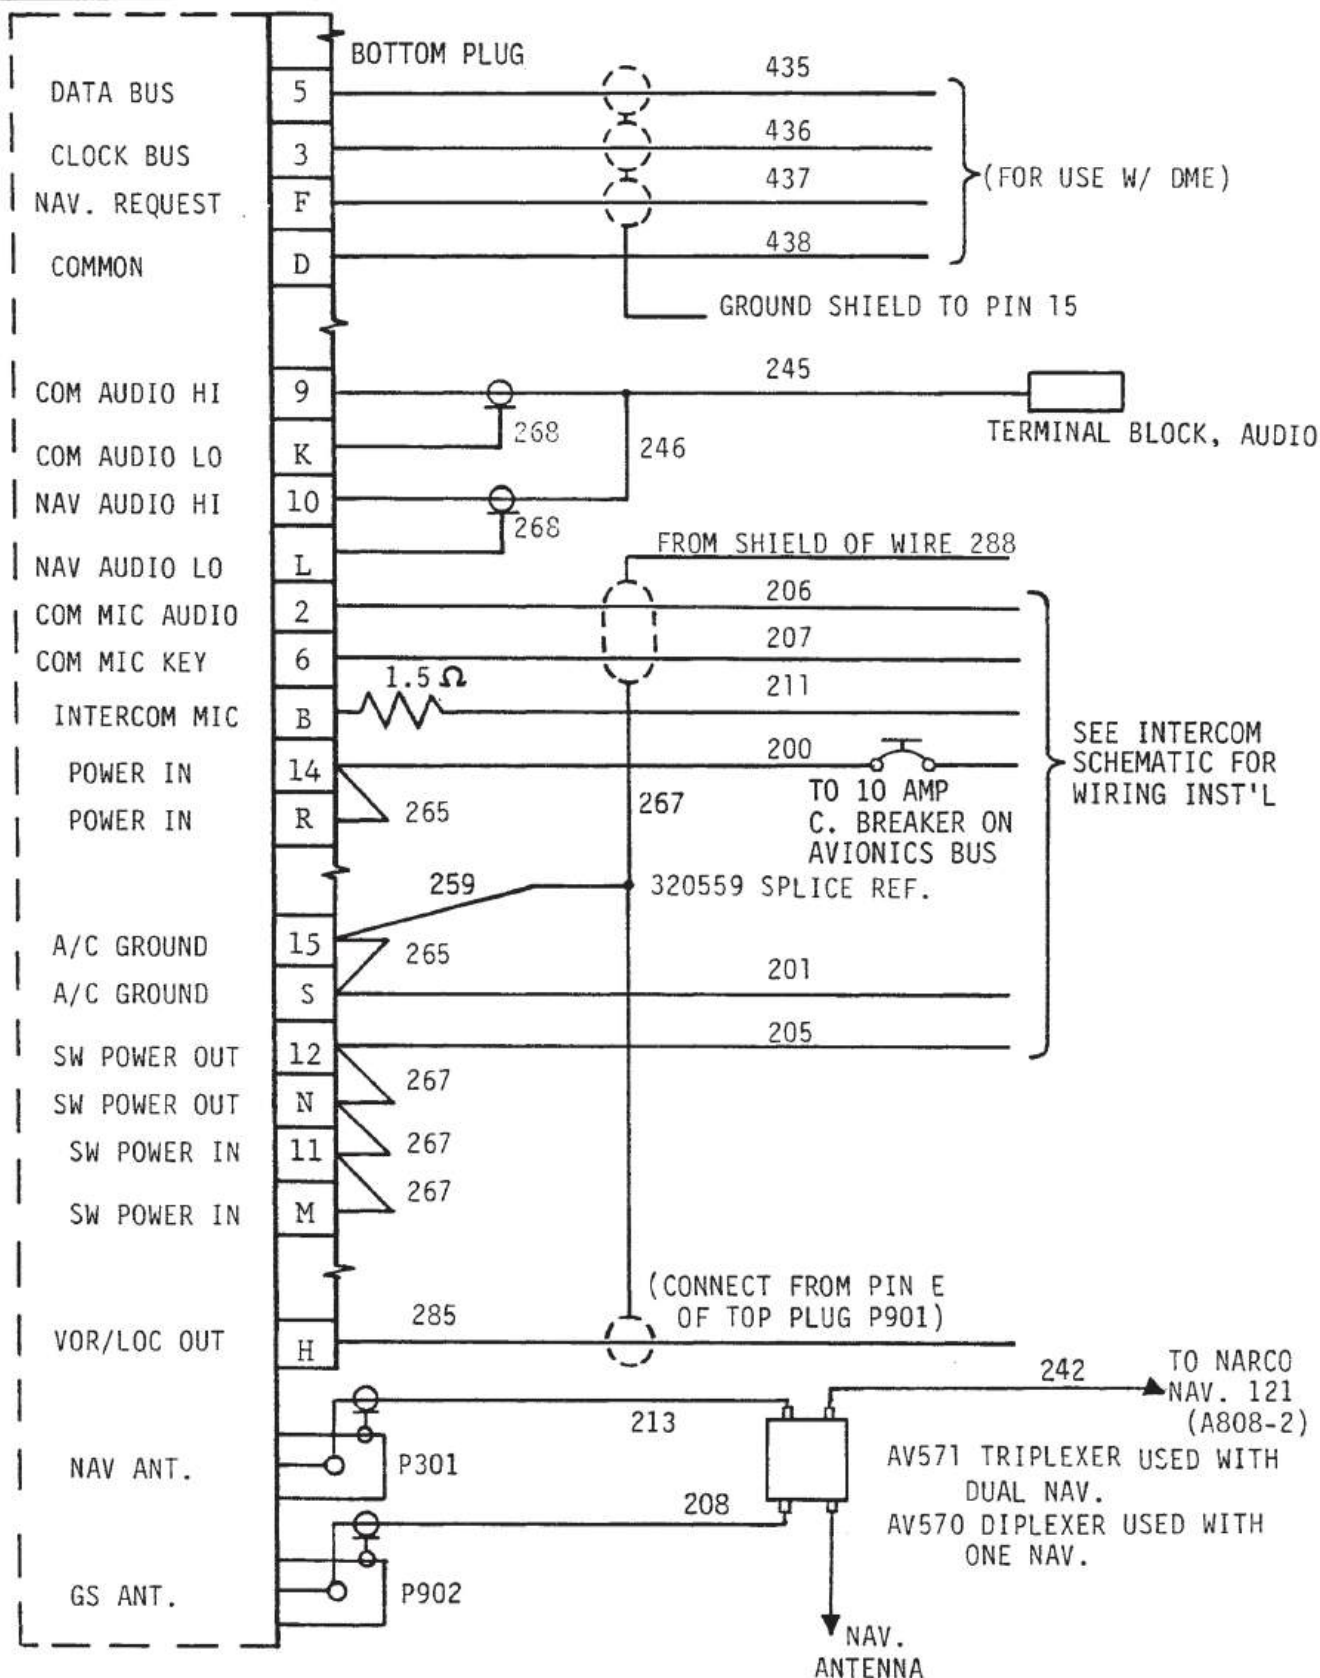 BOTTOM PLUG
DATA BUS 5 435
CLOCK BUS 3 436
NAV. REQUEST F 437
COMMON D 438
(FOR USE W/ DME)
GROUND SHIELD TO PIN 15
COM AUDIO HI 9 245
TERMINAL BLOCK, AUDIO
268
COM AUDIO LO K 246
NAV AUDIO HI 10
268
NAV AUDIO LO L
FROM SHIELD OF WIRE 288
COM MIC AUDIO 2 206
COM MIC KEY 6 207
1.5 Ω
INTERCOM MIC B 211
POWER IN 14 200
POWER IN R 265
267
TO 10 AMP
C. BREAKER ON
AVIONICS BUS
SEE INTERCOM
SCHEMATIC FOR
WIRING INST'L
259
320559 SPLICE REF.
A/C GROUND 15 265
A/C GROUND S 201
SW POWER OUT 12 205
267
SW POWER OUT N
SW POWER IN 11 267
267
SW POWER IN M
(CONNECT FROM PIN E
OF TOP PLUG P901)
VOR/LOC OUT H 285
242
TO NARCO
NAV. 121
(A808-2)
213
NAV ANT. P301
AV571 TRIPLEXER USED WITH
DUAL NAV.
208
AV570 DIPLEXER USED WITH
ONE NAV.
GS ANT. P902
NAV.
ANTENNA